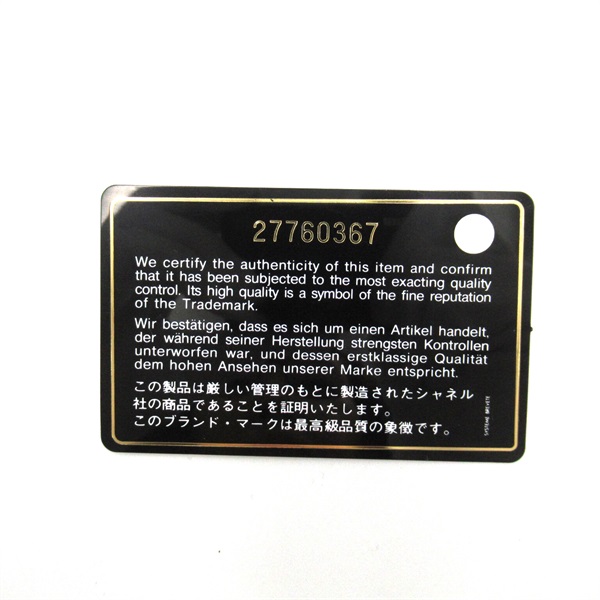 27760367
We certify the authenticity of this item and confirm
that it has been subjected to the most exacting quality
control. Its high quality is a symbol of the fine reputation
of the Trademark.
Wir bestätigen, dass es sich um einen Artikel handelt,
der während seiner Herstellung strengsten Kontrollen
unterworfen war, und dessen erstklassige Qualität
dem hohen Ansehen unserer Marke entspricht.
この製品は厳しい管理のもとに製造されたシャネル
社の商品であることを証明いたします。
このブランド・マークは最高級品質の象徴です。
SYSTEME BREVETE